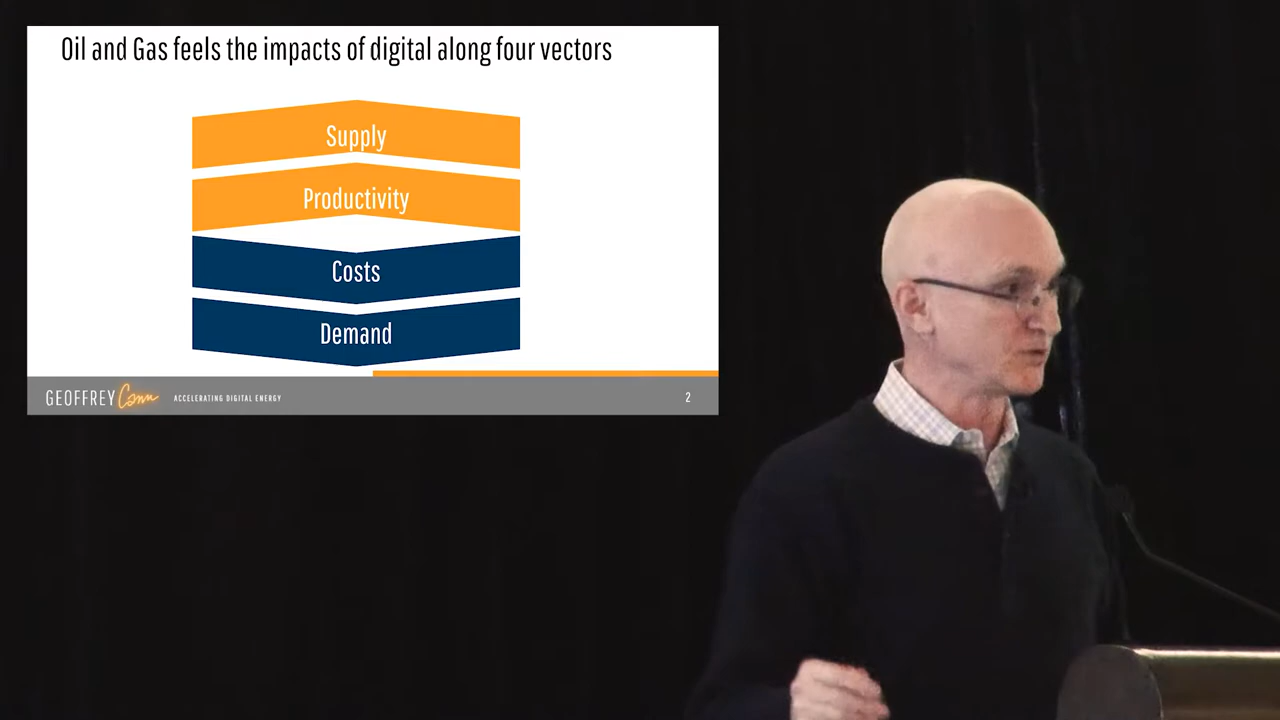 Oil and Gas feels the impacts of digital along four vectors
Supply
Productivity
Costs
Demand
GEOFFREY Cann ACCELERATING DIGITAL ENERGY 2